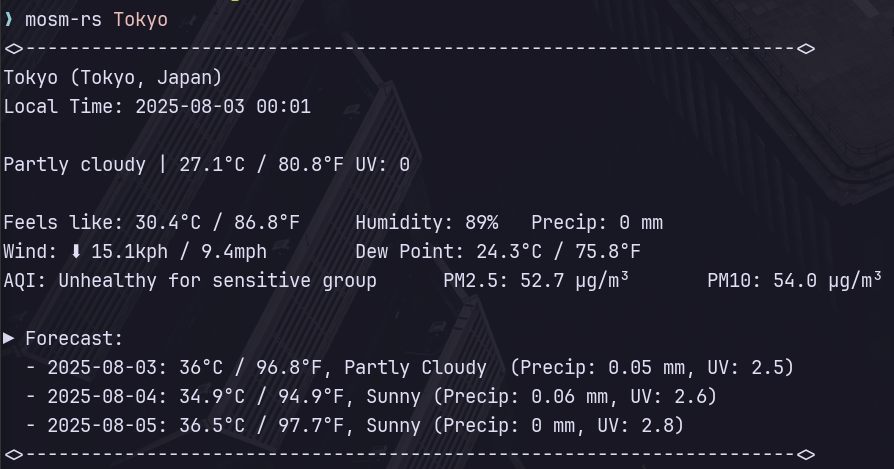 ❯ mosm-rs Tokyo
<>----------------------------------------------------------------------<>
Tokyo (Tokyo, Japan)
Local Time: 2025-08-03 00:01
Partly cloudy | 27.1°C / 80.8°F UV: 0
Feels like: 30.4°C / 86.8°F     Humidity: 89%   Precip: 0 mm
Wind: ⬇ 15.1kph / 9.4mph        Dew Point: 24.3°C / 75.8°F
AQI: Unhealthy for sensitive group      PM2.5: 52.7 µg/m³       PM10: 54.0 µg/m³
▶ Forecast:
  - 2025-08-03: 36°C / 96.8°F, Partly Cloudy  (Precip: 0.05 mm, UV: 2.5)
  - 2025-08-04: 34.9°C / 94.9°F, Sunny (Precip: 0.06 mm, UV: 2.6)
  - 2025-08-05: 36.5°C / 97.7°F, Sunny (Precip: 0 mm, UV: 2.8)
<>----------------------------------------------------------------------<>